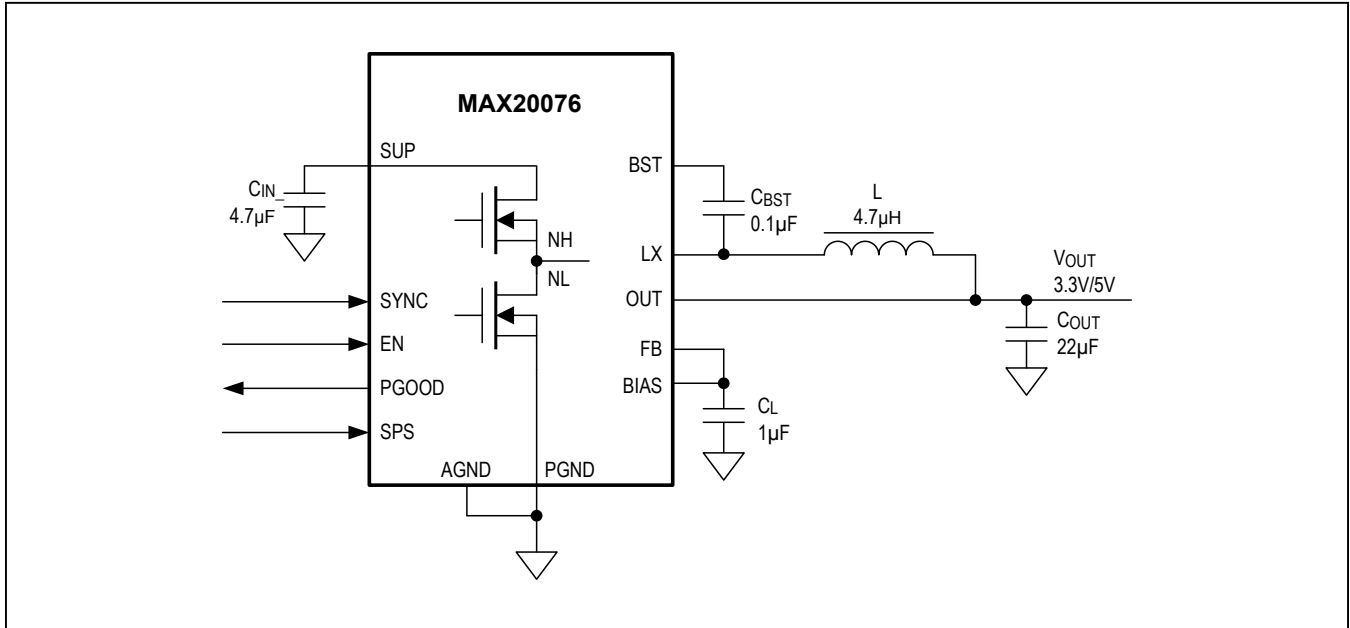 MAX20076
SUP
CIN_
4.7µF
SYNC
EN
PGOOD
SPS
AGND
PGND
NH
NL
BST
LX
OUT
FB
BIAS
CBST
0.1µF
L
4.7µH
VOUT
3.3V/5V
COUT
22µF
CL
1µF